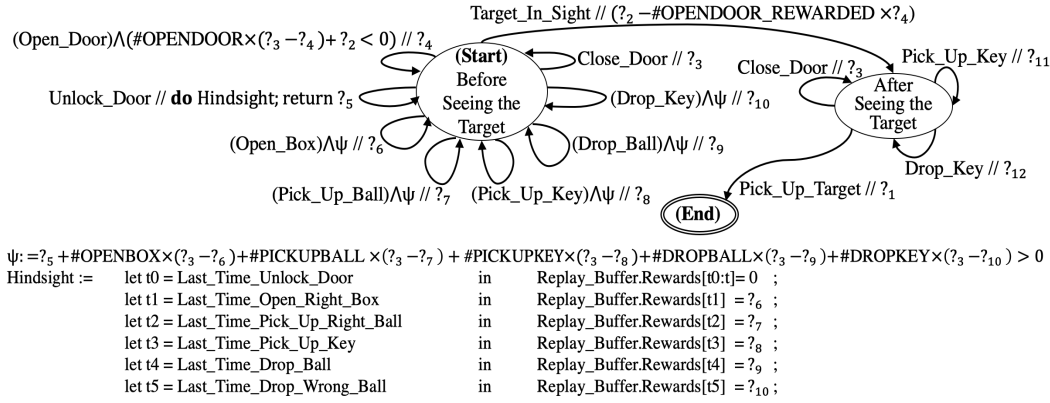 Target_In_Sight // (?₂ −#OPENDOOR_REWARDED ×?₄)
(Open_Door)⋀(#OPENDOOR×(?₃ −?₄)+?₂ < 0) // ?₄
(Start)
Before
Seeing the
Target
Close_Door // ?₃
Unlock_Door // do Hindsight; return ?₅
(Drop_Key)⋀ψ // ?₁₀
(Open_Box)⋀ψ // ?₆
(Drop_Ball)⋀ψ // ?₉
(Pick_Up_Ball)⋀ψ // ?₇
(Pick_Up_Key)⋀ψ // ?₈
Close_Door // ?₃
Pick_Up_Key // ?₁₁
After
Seeing the
Target
Drop_Key // ?₁₂
Pick_Up_Target // ?₁
(End)
ψ: =?₅ +#OPENBOX×(?₃ −?₆)+#PICKUPBALL ×(?₃ −?₇) + #PICKUPKEY×(?₃ −?₈)+#DROPBALL×(?₃ −?₉)+#DROPKEY×(?₃ −?₁₀) > 0
Hindsight := let t0 = Last_Time_Unlock_Door in Replay_Buffer.Rewards[t0:t]= 0 ;
let t1 = Last_Time_Open_Right_Box in Replay_Buffer.Rewards[t1] =?₆ ;
let t2 = Last_Time_Pick_Up_Right_Ball in Replay_Buffer.Rewards[t2] =?₇ ;
let t3 = Last_Time_Pick_Up_Key in Replay_Buffer.Rewards[t3] =?₈ ;
let t4 = Last_Time_Drop_Ball in Replay_Buffer.Rewards[t4] =?₉ ;
let t5 = Last_Time_Drop_Wrong_Ball in Replay_Buffer.Rewards[t5] =?₁₀ ;